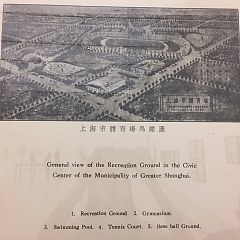 上海市體育場鳥瞰圖
General view of the Recreation Ground in the Civic
Center of the Municipality of Greater Shanghai.
1. Recreation Ground. 2. Gymnasium.
3. Swimming Pool. 4. Tennis Court. 5. Base ball Ground.